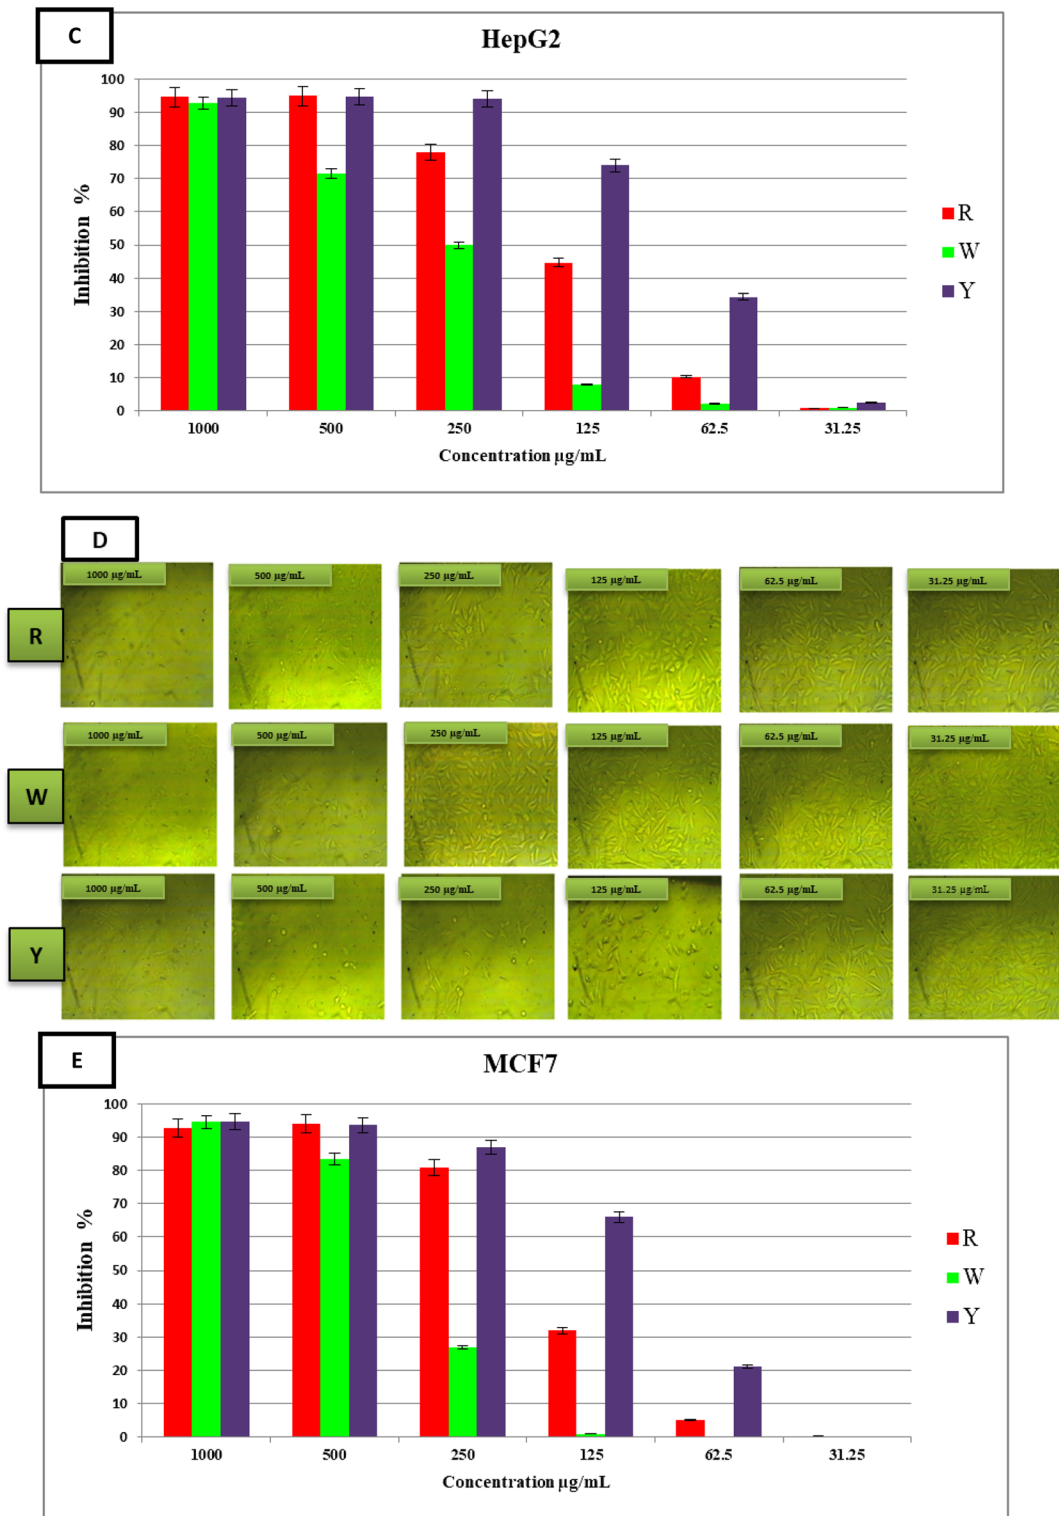 C
HepG2
100
90
80
70
60
50
40
30
20
10
0
Inhibition %
1000 500 250 125 62.5 31.25
Concentration µg/mL
R
W
Y
D
1000 µg/mL 500 µg/mL 250 µg/mL 125 µg/mL 62.5 µg/mL 31.25 µg/mL
R
1000 µg/mL 500 µg/mL 250 µg/mL 125 µg/mL 62.5 µg/mL 31.25 µg/mL
W
1000 µg/mL 500 µg/mL 250 µg/mL 125 µg/mL 62.5 µg/mL 31.25 µg/mL
Y
E
MCF7
100
90
80
70
60
50
40
30
20
10
0
Inhibition %
1000 500 250 125 62.5 31.25
Concentration µg/mL
R
W
Y